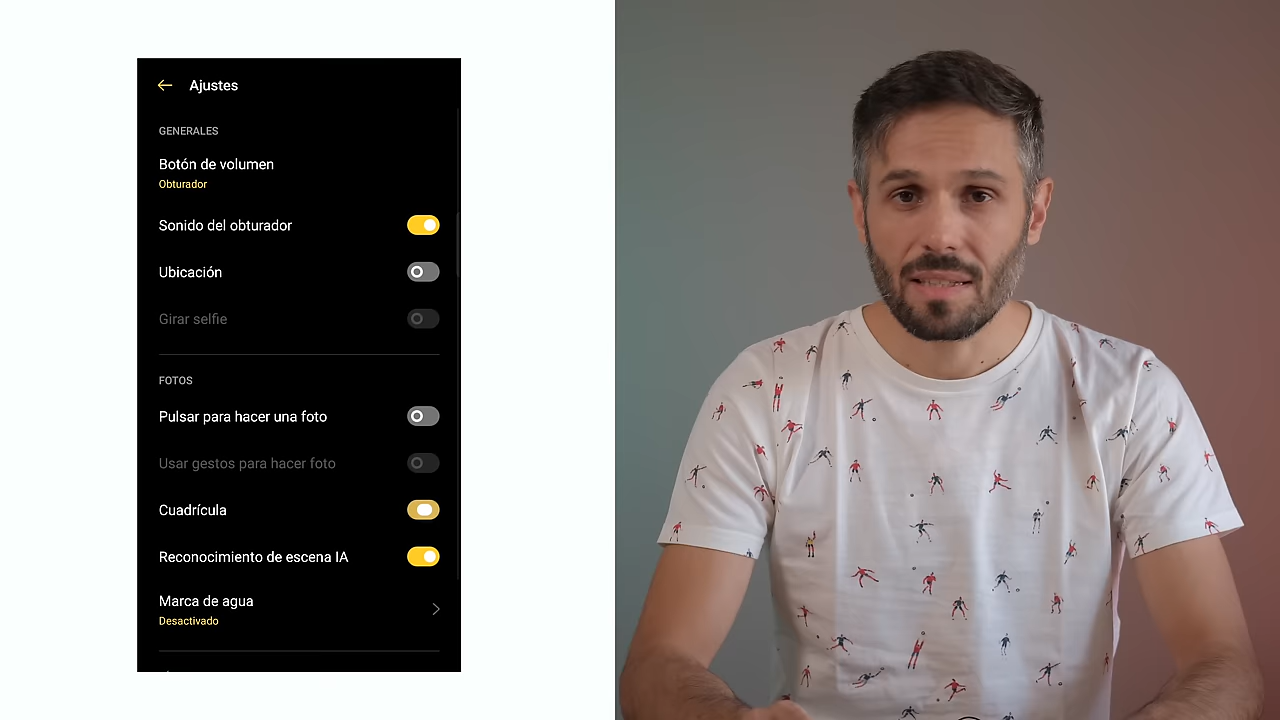 Ajustes
GENERALES
Botón de volumen
Obturador
Sonido del obturador
Ubicación
Girar selfie
FOTOS
Pulsar para hacer una foto
Usar gestos para hacer foto
Cuadrícula
Reconocimiento de escena IA
Marca de agua
Desactivado